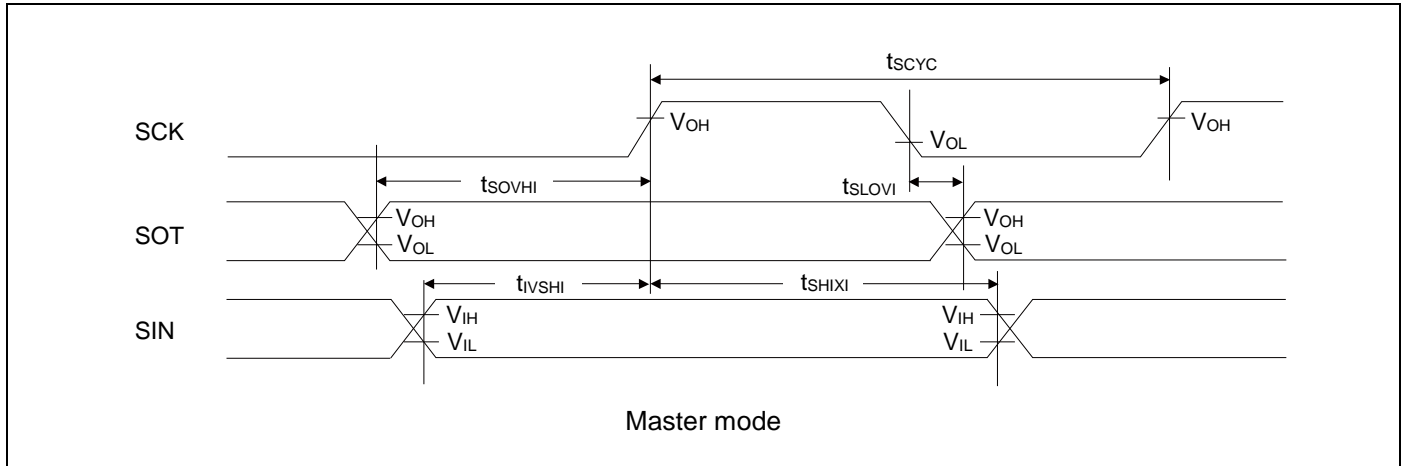 tSCYC
SCK
VOH
VOL
VOH
tSOVHI
tSLOVI
SOT
VOH
VOL
VOH
VOL
tIVSHI
tSHIXI
SIN
VIH
VIL
VIH
VIL
Master mode